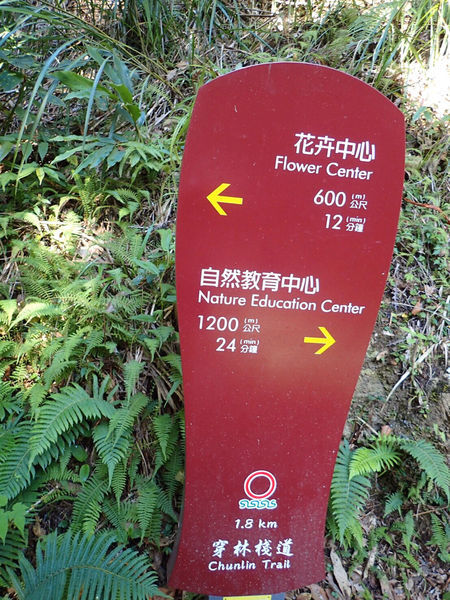 花卉中心
Flower Center
600 (m) 公尺
12 (min) 分鐘
自然教育中心
Nature Education Center
1200 (m) 公尺
24 (min) 分鐘
1.8 km
穿林棧道
Chunlin Trail